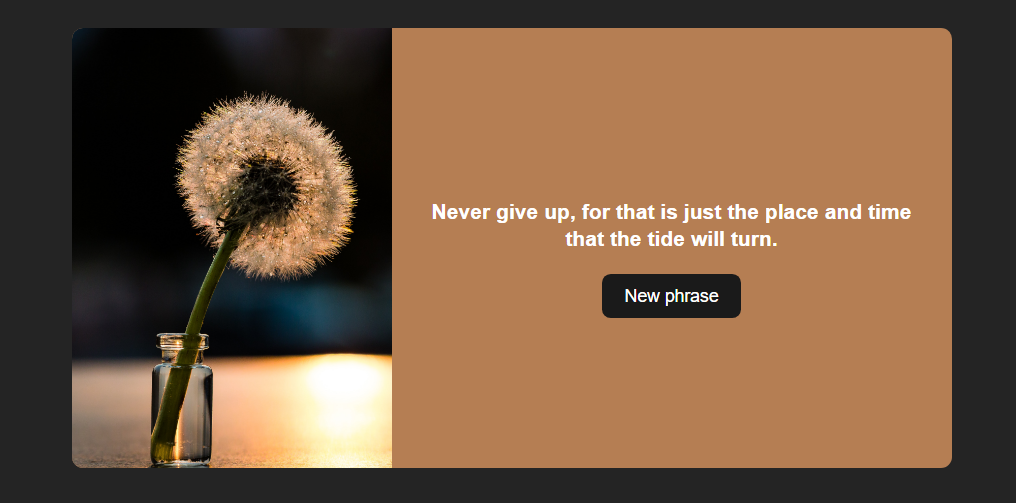 Never give up, for that is just the place and time
that the tide will turn.
New phrase